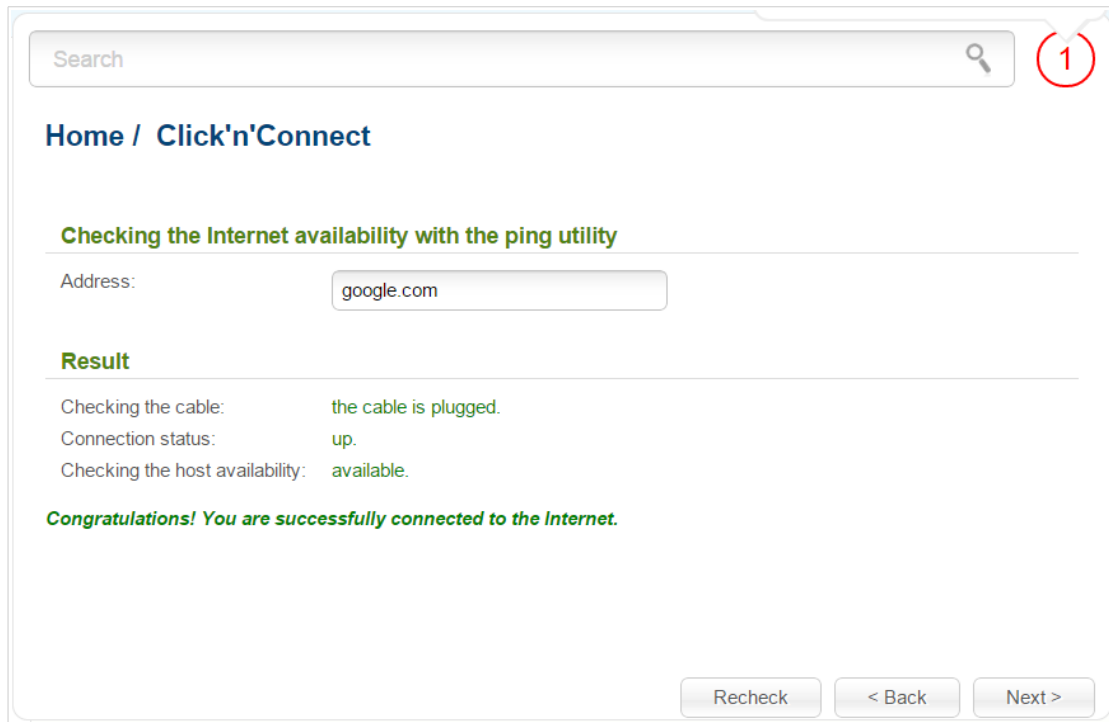 Search
1
Home / Click'n'Connect
Checking the Internet availability with the ping utility
Address: google.com
Result
Checking the cable: the cable is plugged.
Connection status: up.
Checking the host availability: available.
Congratulations! You are successfully connected to the Internet.
Recheck < Back Next >